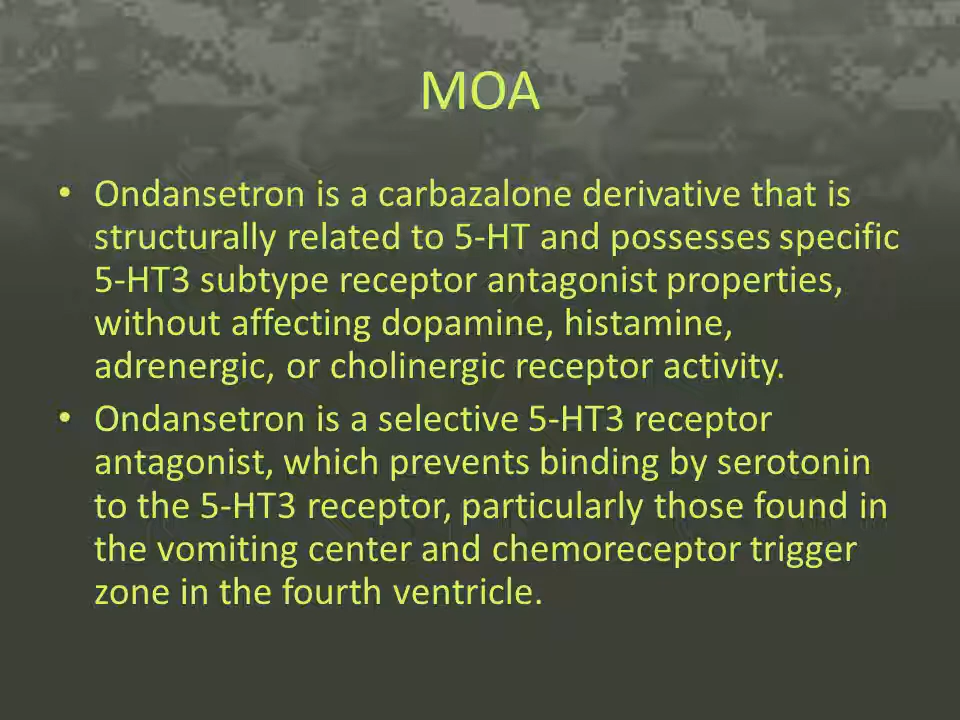 MOA
• Ondansetron is a carbazalone derivative that is
structurally related to 5-HT and possesses specific
5-HT3 subtype receptor antagonist properties,
without affecting dopamine, histamine,
adrenergic, or cholinergic receptor activity.
• Ondansetron is a selective 5-HT3 receptor
antagonist, which prevents binding by serotonin
to the 5-HT3 receptor, particularly those found in
the vomiting center and chemoreceptor trigger
zone in the fourth ventricle.